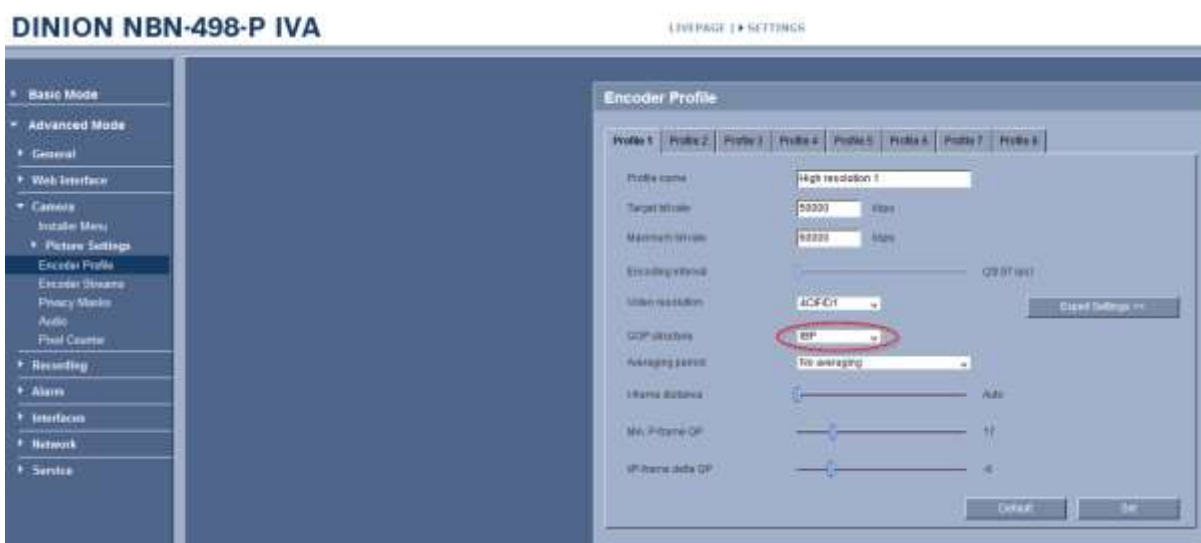 DINION NBN-498-P IVA
LIVEPAGE | SETTINGS
Basic Mode
Advanced Mode
General
Web Interface
Camera
Installer Menu
Picture Settings
Encoder Profile
Encoder Streams
Privacy Masks
Audio
Pixel Counter
Recording
Alarm
Interfaces
Network
Service
Encoder Profile
Profile 1 Profile 2 Profile 3 Profile 4 Profile 5 Profile 6 Profile 7 Profile 8
Profile name High resolution 1
Target bit rate kbps
Maximum bit rate kbps
Encoding interval
Video resolution 4CIF/D1
Expert Settings <<
GOP structure IBP
Averaging period No averaging
I-frame distance Auto
Min. P-frame QP 17
I/P-frame delta QP
Default Set